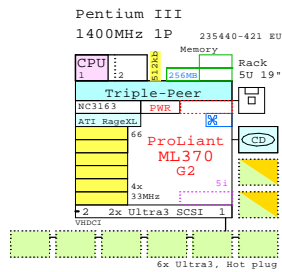 Pentium III
1400MHz 1P
235440-421 EU
Memory
CPU
1
2
512kb
256MB
Rack
5U 19"
Triple-Peer
NC3163
PWR
ATI RageXL
66
ProLiant
ML370
G2
CD
4x
33MHz
5i
2 2x Ultra3 SCSI 1
VHDCI
6x Ultra3, Hot plug